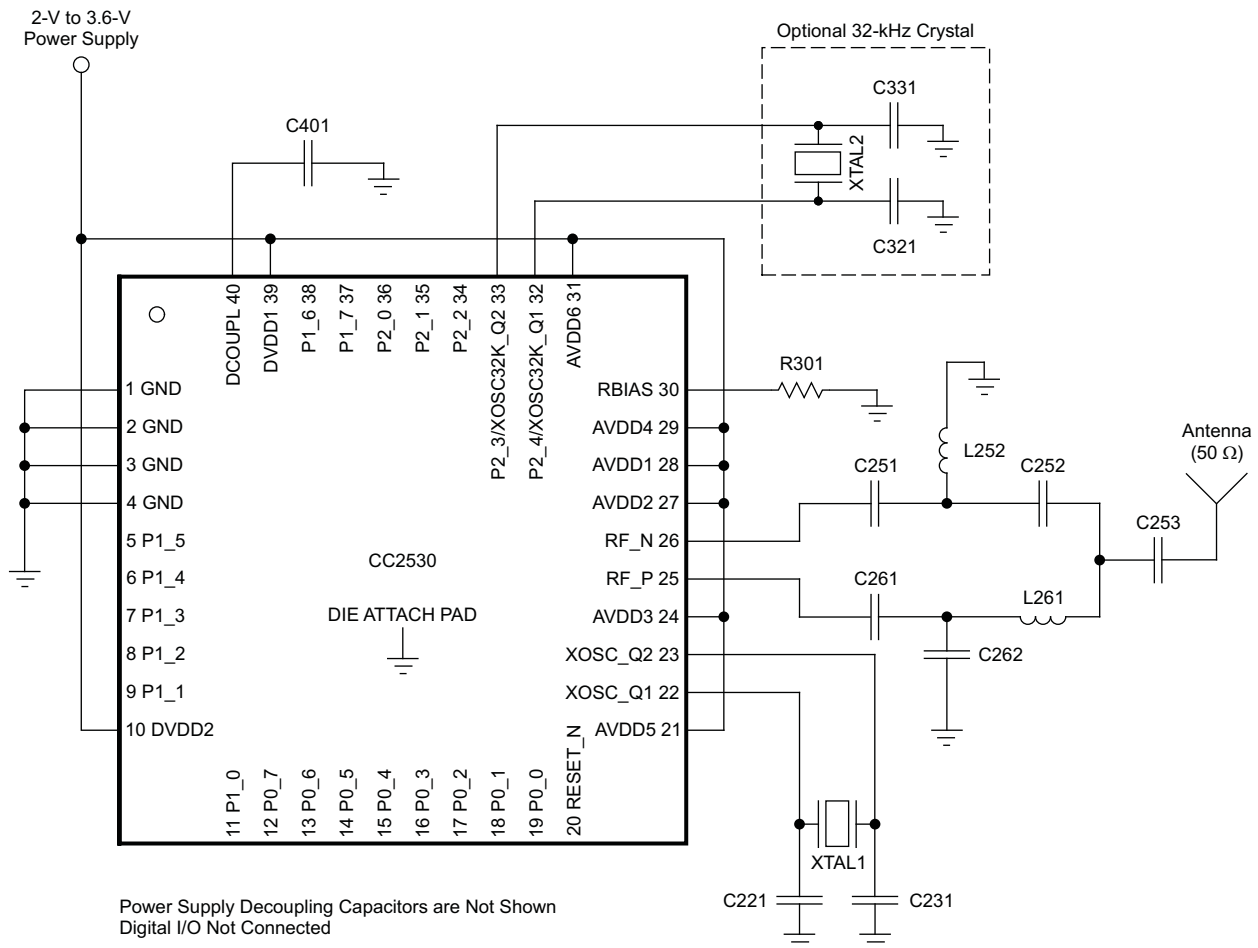 2-V to 3.6-V
Power Supply
Optional 32-kHz Crystal
C331
C401
XTAL2
C321
DCOUPL 40
DVDD1 39
P1_6 38
P1_7 37
P2_0 36
P2_1 35
P2_2 34
P2_3/XOSC32K_Q2 33
P2_4/XOSC32K_Q1 32
AVDD6 31
1 GND
2 GND
3 GND
4 GND
5 P1_5
6 P1_4
7 P1_3
8 P1_2
9 P1_1
10 DVDD2
CC2530
DIE ATTACH PAD
RBIAS 30
AVDD4 29
AVDD1 28
AVDD2 27
RF_N 26
RF_P 25
AVDD3 24
XOSC_Q2 23
XOSC_Q1 22
AVDD5 21
11 P1_0
12 P0_7
13 P0_6
14 P0_5
15 P0_4
16 P0_3
17 P0_2
18 P0_1
19 P0_0
20 RESET_N
R301
L252
C251
C252
Antenna
(50 Ω)
C253
C261
L261
C262
XTAL1
C221
C231
Power Supply Decoupling Capacitors are Not Shown
Digital I/O Not Connected